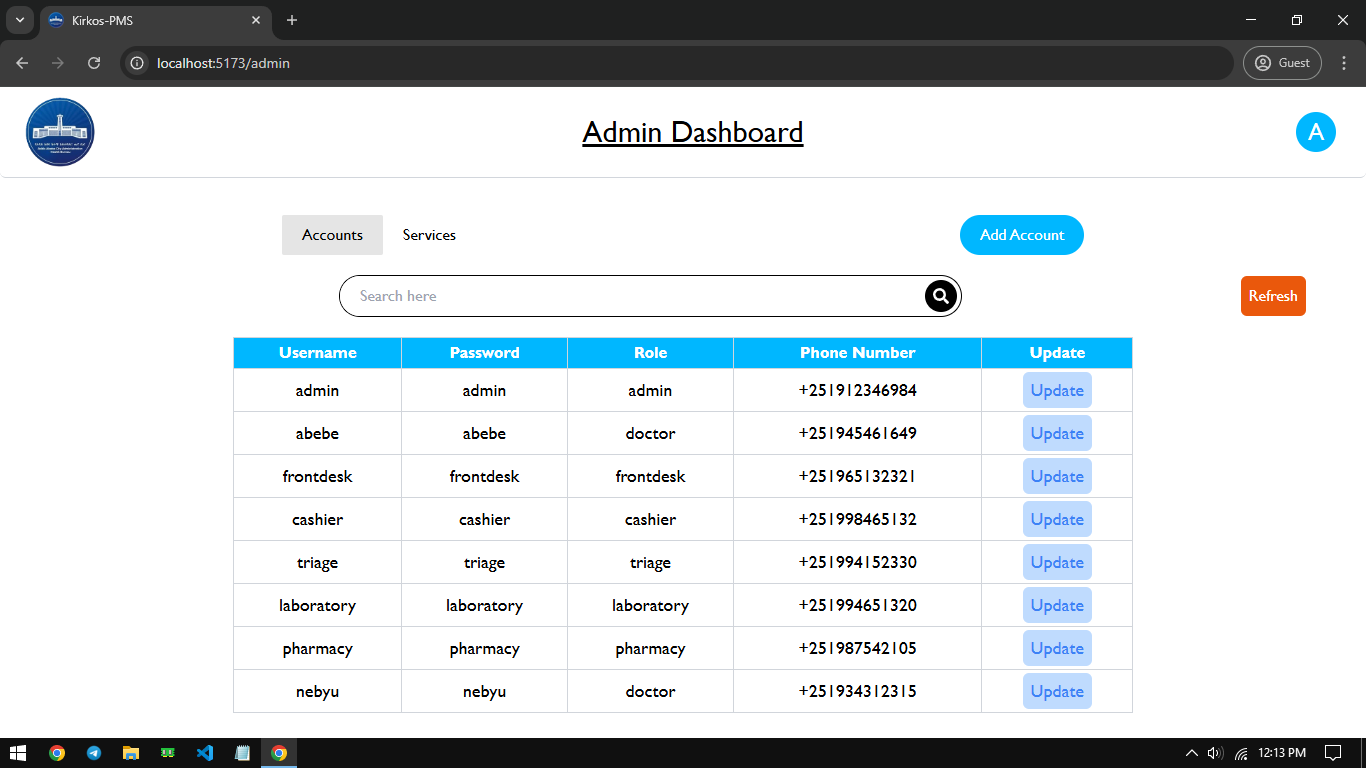 Kirkos-PMS
localhost:5173/admin
Guest
Admin Dashboard
A
Accounts
Services
Add Account
Search here
Refresh
Username Password Role Phone Number Update
admin admin admin +251912346984 Update
abebe abebe doctor +251945461649 Update
frontdesk frontdesk frontdesk +251965132321 Update
cashier cashier cashier +251998465132 Update
triage triage triage +251994152330 Update
laboratory laboratory laboratory +251994651320 Update
pharmacy pharmacy pharmacy +251987542105 Update
nebyu nebyu doctor +251934312315 Update
12:13 PM